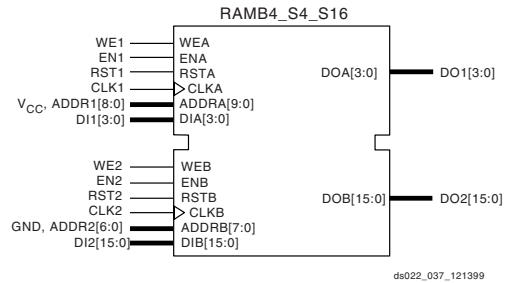 RAMB4_S4_S16
WE1 WEA
EN1 ENA
RST1 RSTA DOA[3:0] DO1[3:0]
CLK1 CLKA
VCC, ADDR1[8:0] ADDRA[9:0]
DI1[3:0] DIA[3:0]
WE2 WEB
EN2 ENB
RST2 RSTB DOB[15:0] DO2[15:0]
CLK2 CLKB
GND, ADDR2[6:0] ADDRB[7:0]
DI2[15:0] DIB[15:0]
ds022_037_121399